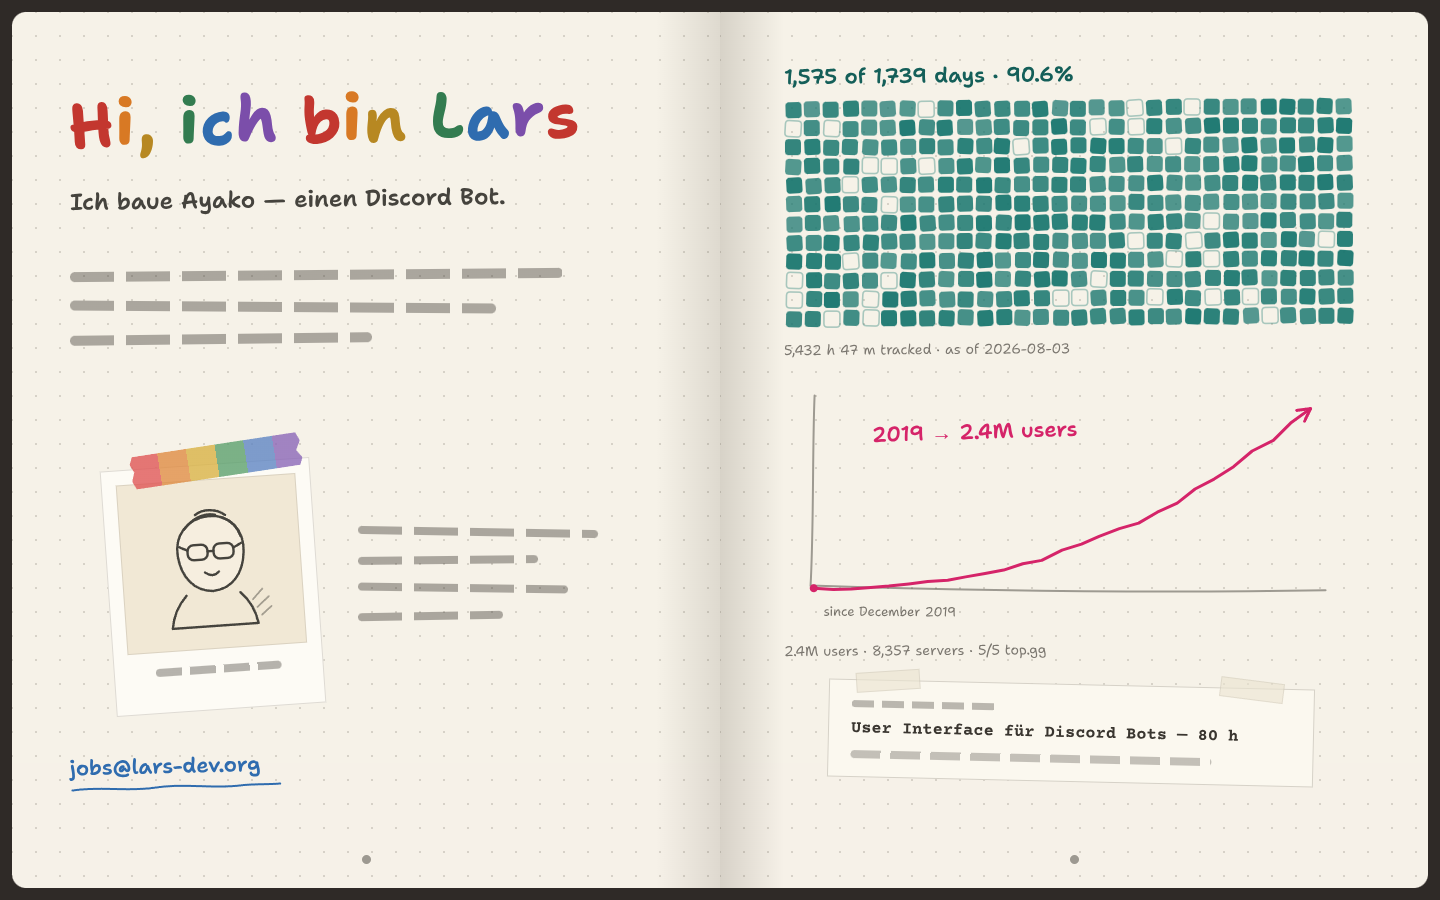 Hi, ich bin Lars
Ich baue Ayako — einen Discord Bot.
jobs@lars-dev.org
1,575 of 1,739 days · 90.6%
5,432 h 47 m tracked · as of 2026-08-03
2019 → 2.4M users
since December 2019
2.4M users · 8,357 servers · 5/5 top.gg
User Interface für Discord Bots — 80 h